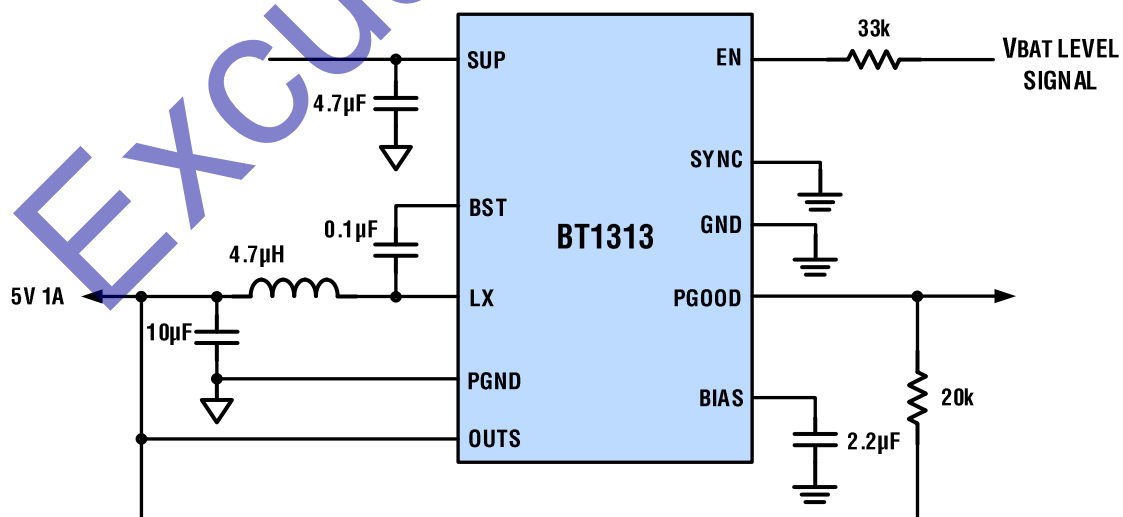 SUP
4.7µF
BST
0.1µF
4.7µH
5V 1A
LX
10µF
PGND
OUTS
BT1313
EN
33k
VBAT LEVEL
SIGNAL
SYNC
GND
PGOOD
20k
BIAS
2.2µF